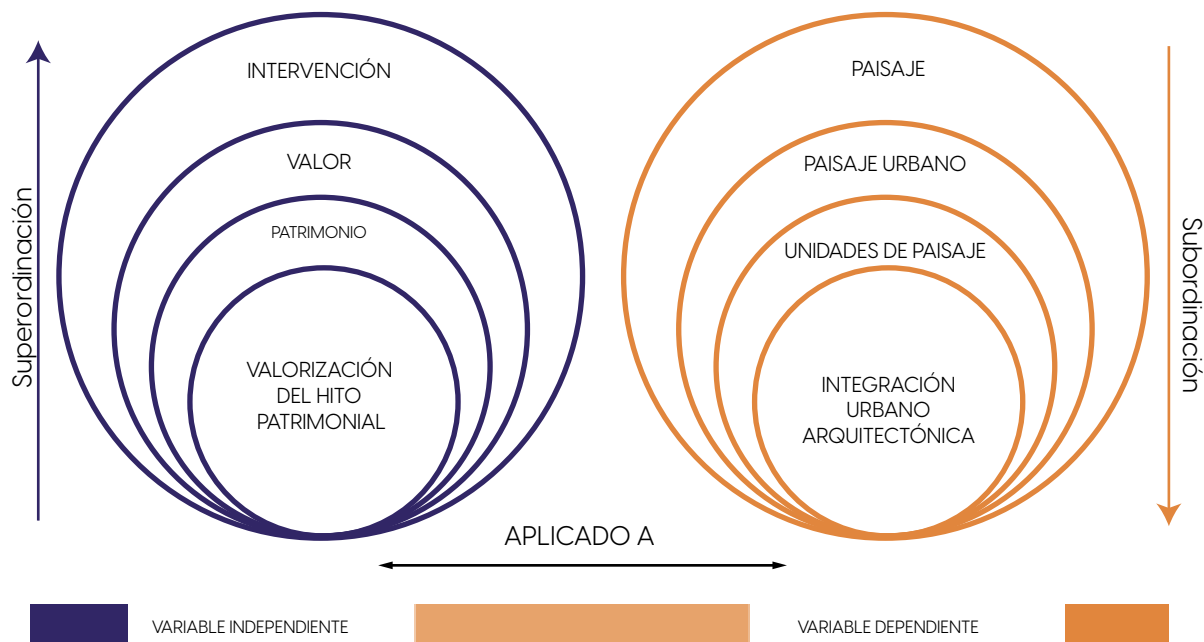 Superordinación
INTERVENCIÓN
VALOR
PATRIMONIO
VALORIZACIÓN
DEL HITO
PATRIMONIAL
PAISAJE
PAISAJE URBANO
UNIDADES DE PAISAJE
INTEGRACIÓN
URBANO
ARQUITECTÓNICA
Subordinación
APLICADO A
VARIABLE INDEPENDIENTE
VARIABLE DEPENDIENTE